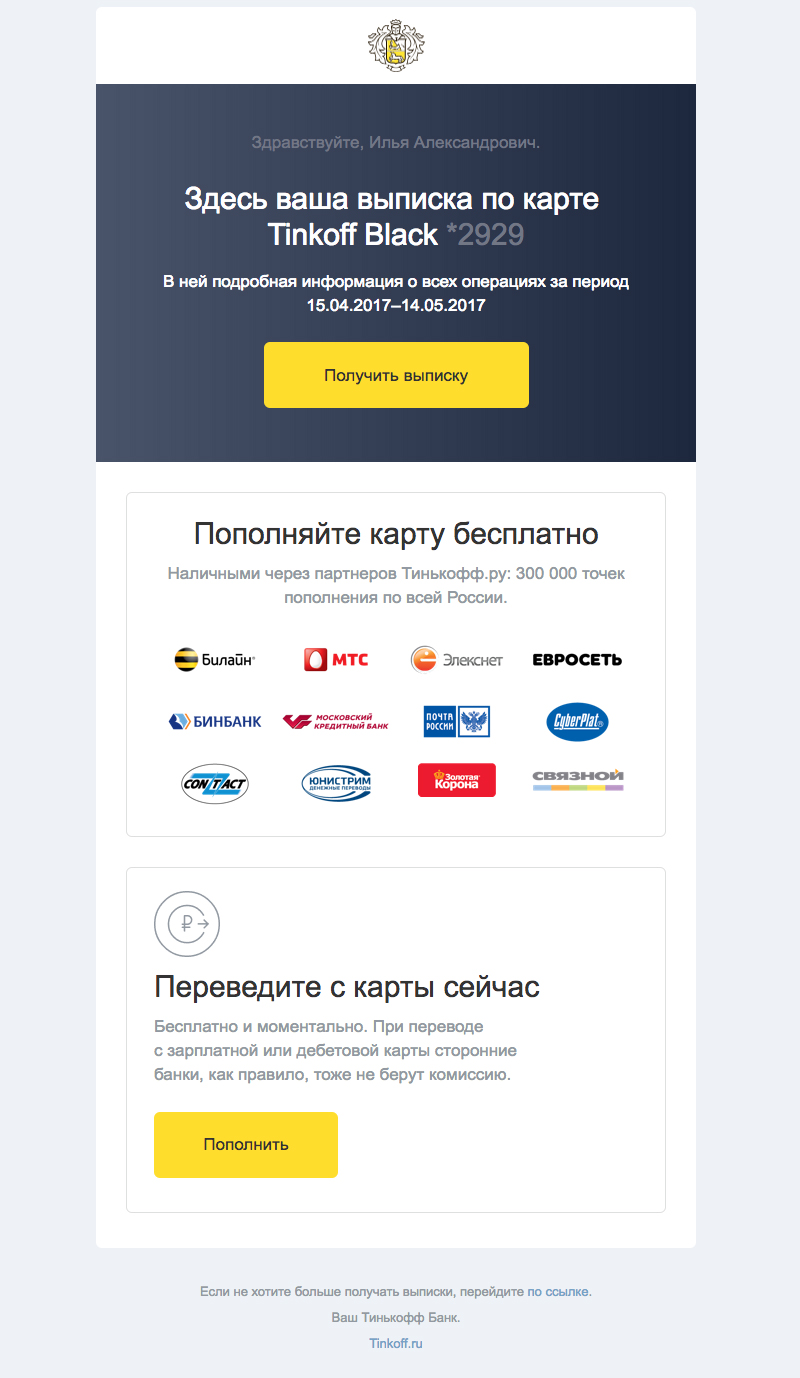 Здравствуйте, Илья Александрович.
Здесь ваша выписка по карте
Tinkoff Black *2929
В ней подробная информация о всех операциях за период
15.04.2017–14.05.2017
Получить выписку
Пополняйте карту бесплатно
Наличными через партнеров Тинькофф.ру: 300 000 точек
пополнения по всей России.
Билайн® МТС Элекснет ЕВРОСЕТЬ
БИНБАНК МОСКОВСКИЙ КРЕДИТНЫЙ БАНК ПОЧТА РОССИИ CyberPlat®
CONTACT ЮНИСТРИМ ДЕНЕЖНЫЕ ПЕРЕВОДЫ Золотая Корона СВЯЗНОЙ
Переведите с карты сейчас
Бесплатно и моментально. При переводе
с зарплатной или дебетовой карты сторонние
банки, как правило, тоже не берут комиссию.
Пополнить
Если не хотите больше получать выписки, перейдите по ссылке.
Ваш Тинькофф Банк.
Tinkoff.ru